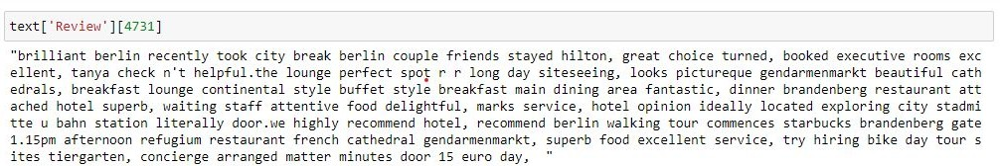 text['Review'][4731]
"brilliant berlin recently took city break berlin couple friends stayed hilton, great choice turned, booked executive rooms exc
ellent, tanya check n't helpful.the lounge perfect spot r r long day siteseeing, looks pictureque gendarmenmarkt beautiful cath
edrals, breakfast lounge continental style buffet style breakfast main dining area fantastic, dinner brandenberg restaurant att
ached hotel superb, waiting staff attentive food delightful, marks service, hotel opinion ideally located exploring city stadmi
tte u bahn station literally door.we highly recommend hotel, recommend berlin walking tour commences starbucks brandenberg gate
1.15pm afternoon refugium restaurant french cathedral gendarmenmarkt, superb food excellent service, try hiring bike day tour s
ites tiergarten, concierge arranged matter minutes door 15 euro day,  "